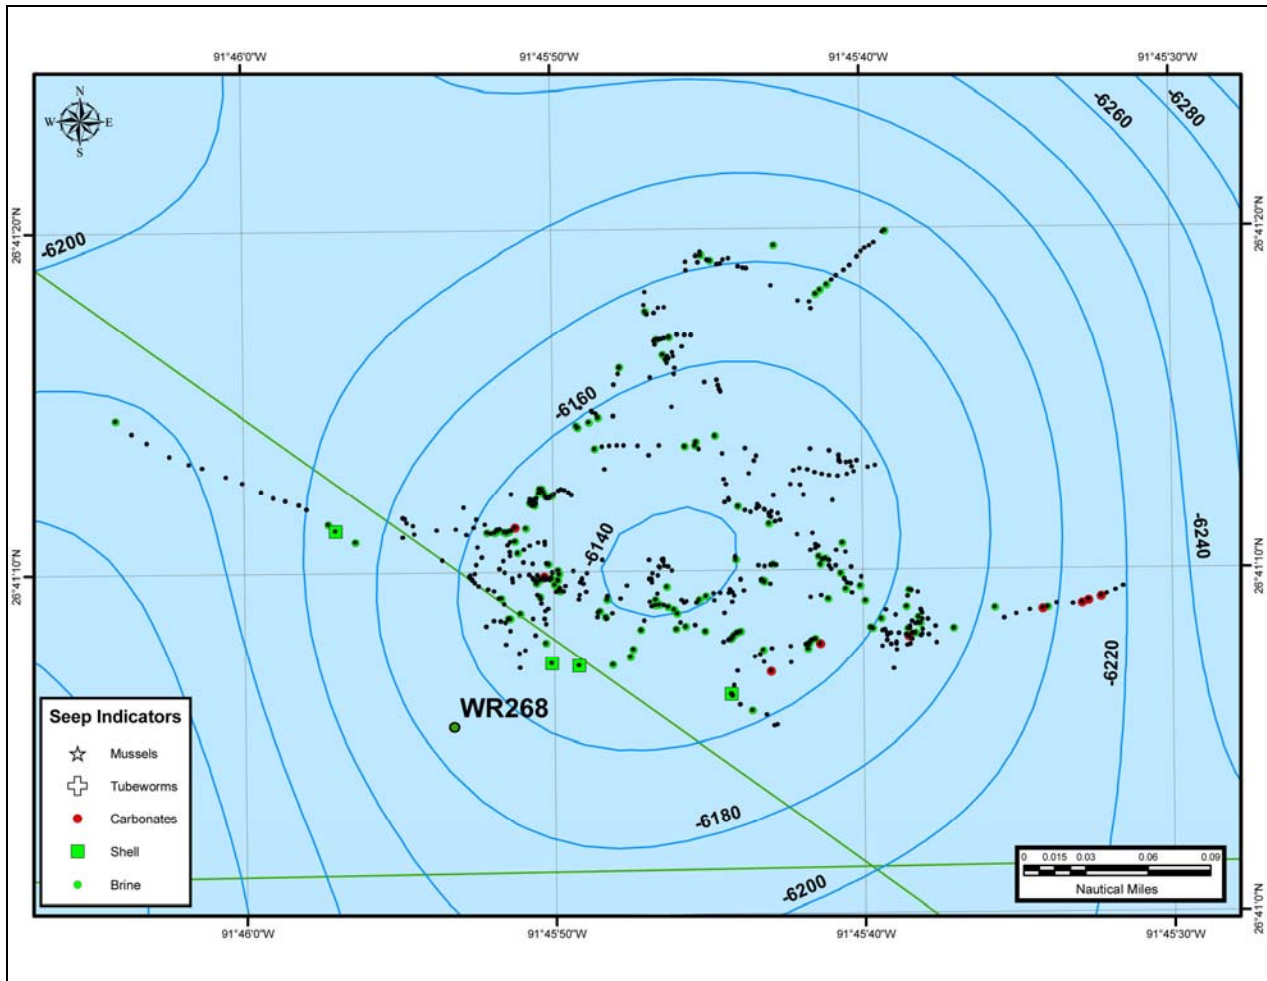 91°46'0"W 91°45'50"W 91°45'40"W 91°45'30"W
N
W E
S
-6260
-6280
26°41'20"N
-6200
26°41'20"N
-6160
-6140
-6240
26°41'10"N
26°41'10"N
-6220
WR268
Seep Indicators
Mussels
Tubeworms
Carbonates
Shell
Brine
-6180
-6200
0 0.015 0.03 0.06 0.09
Nautical Miles
26°41'0"N
91°46'0"W 91°45'50"W 91°45'40"W 91°45'30"W